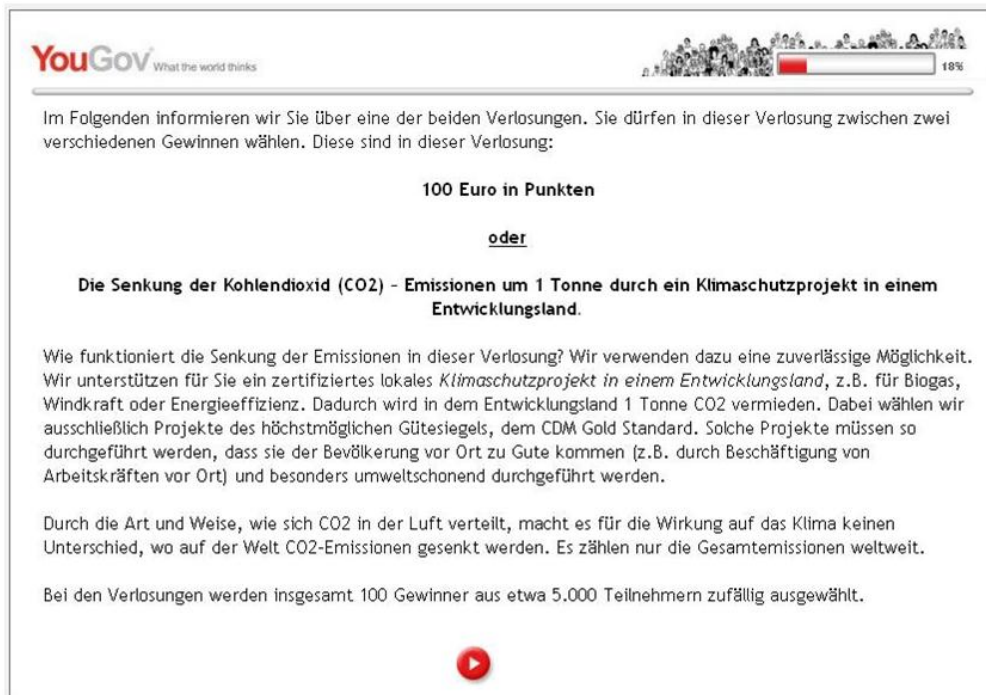 YouGov What the world thinks
18%
Im Folgenden informieren wir Sie über eine der beiden Verlosungen. Sie dürfen in dieser Verlosung zwischen zwei
verschiedenen Gewinnen wählen. Diese sind in dieser Verlosung:
100 Euro in Punkten
oder
Die Senkung der Kohlendioxid (CO2) - Emissionen um 1 Tonne durch ein Klimaschutzprojekt in einem
Entwicklungsland.
Wie funktioniert die Senkung der Emissionen in dieser Verlosung? Wir verwenden dazu eine zuverlässige Möglichkeit.
Wir unterstützen für Sie ein zertifiziertes lokales Klimaschutzprojekt in einem Entwicklungsland, z.B. für Biogas,
Windkraft oder Energieeffizienz. Dadurch wird in dem Entwicklungsland 1 Tonne CO2 vermieden. Dabei wählen wir
ausschließlich Projekte des höchstmöglichen Gütesiegels, dem CDM Gold Standard. Solche Projekte müssen so
durchgeführt werden, dass sie der Bevölkerung vor Ort zu Gute kommen (z.B. durch Beschäftigung von
Arbeitskräften vor Ort) und besonders umweltschonend durchgeführt werden.
Durch die Art und Weise, wie sich CO2 in der Luft verteilt, macht es für die Wirkung auf das Klima keinen
Unterschied, wo auf der Welt CO2-Emissionen gesenkt werden. Es zählen nur die Gesamtemissionen weltweit.
Bei den Verlosungen werden insgesamt 100 Gewinner aus etwa 5.000 Teilnehmern zufällig ausgewählt.